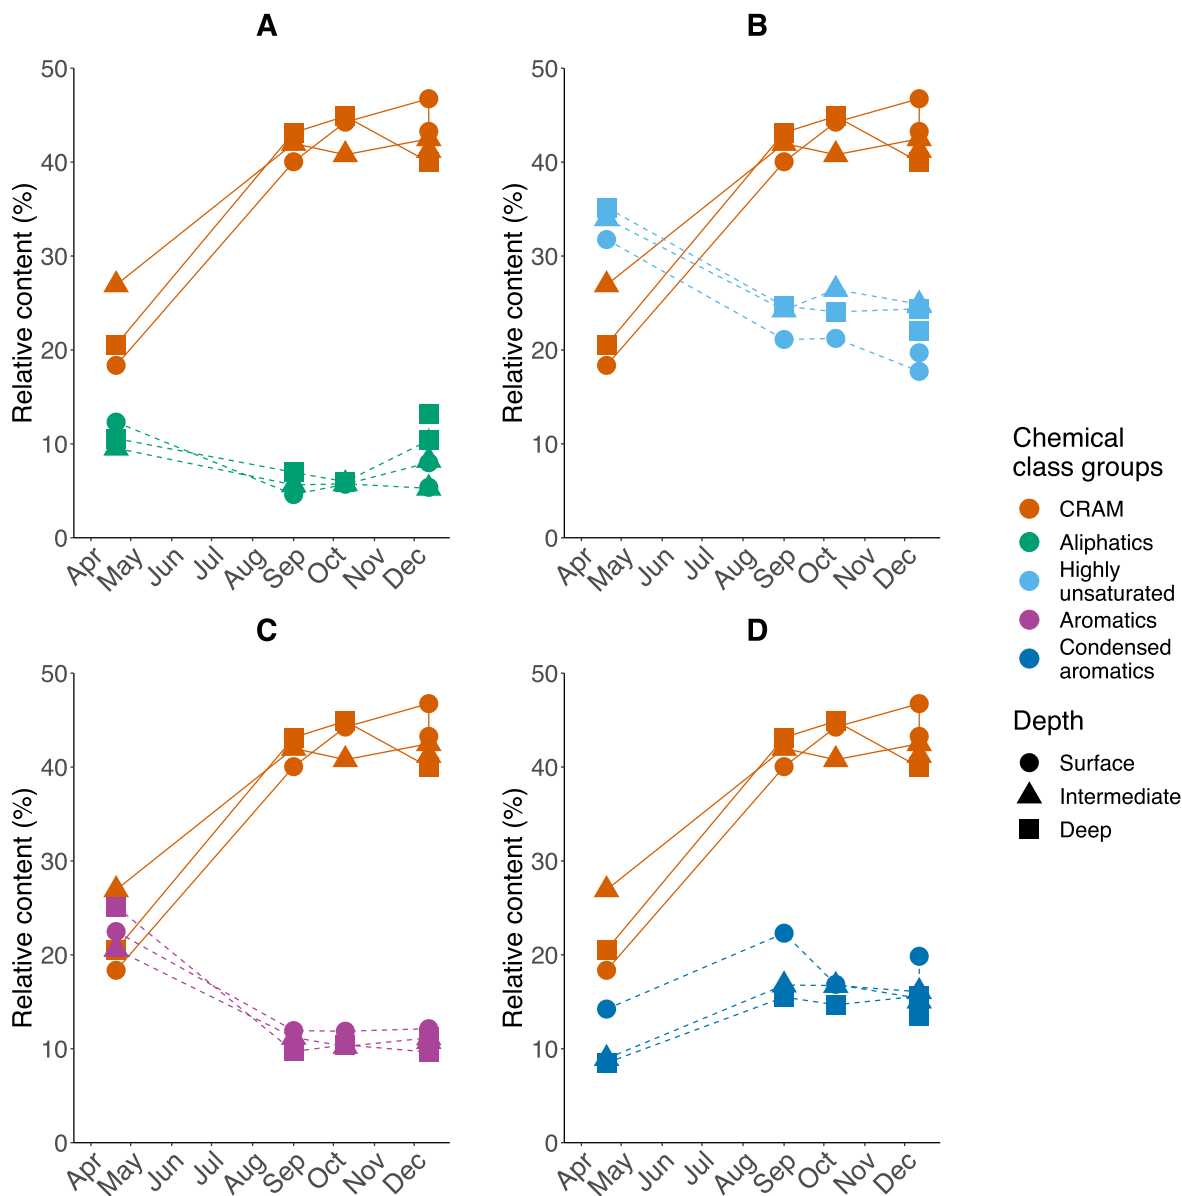 A
B
50
40
30
20
10
0
Relative content (%)
Apr
May
Jun
Jul
Aug
Sep
Oct
Nov
Dec
50
40
30
20
10
0
Relative content (%)
Apr
May
Jun
Jul
Aug
Sep
Oct
Nov
Dec
C
D
50
40
30
20
10
0
Relative content (%)
Apr
May
Jun
Jul
Aug
Sep
Oct
Nov
Dec
50
40
30
20
10
0
Relative content (%)
Apr
May
Jun
Jul
Aug
Sep
Oct
Nov
Dec
Chemical
class groups
CRAM
Aliphatics
Highly
unsaturated
Aromatics
Condensed
aromatics
Depth
Surface
Intermediate
Deep